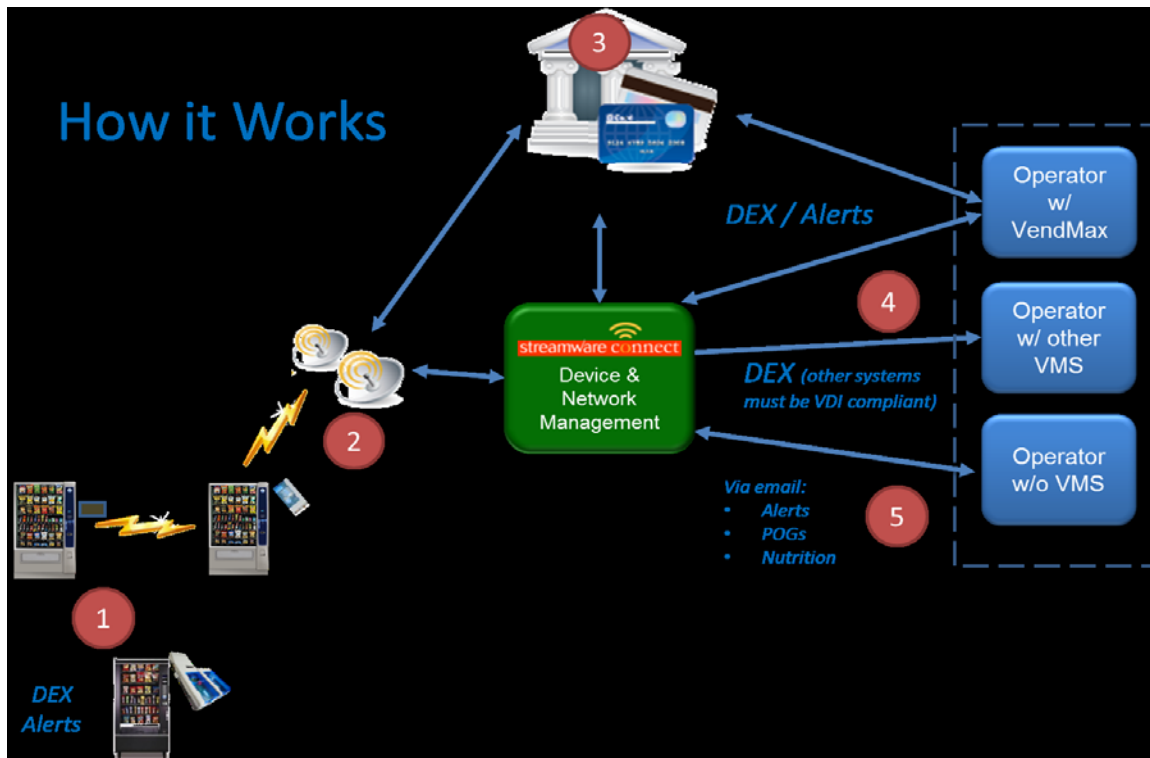 How it Works
3
DEX / Alerts
Operator
w/
VendMax
4
Operator
w/ other
VMS
streamware connect
Device &
Network
Management
DEX (other systems
must be VDI compliant)
2
Operator
w/o VMS
Via email:
• Alerts
• POGs
• Nutrition
5
1
DEX
Alerts